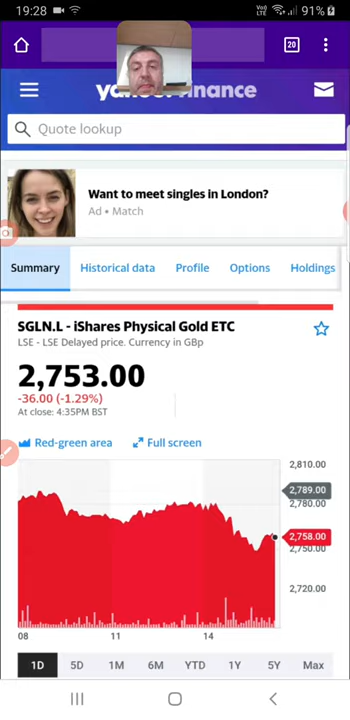 19:28
VoI)
LTE
91%
20
yahoo/finance
Quote lookup
Want to meet singles in London?
Ad • Match
Summary Historical data Profile Options Holdings
SGLN.L - iShares Physical Gold ETC
LSE - LSE Delayed price. Currency in GBp
2,753.00
-36.00 (-1.29%)
At close: 4:35PM BST
Red-green area Full screen
2,810.00
2,789.00
2,780.00
2,758.00
2,750.00
2,720.00
08 11 14
1D 5D 1M 6M YTD 1Y 5Y Max